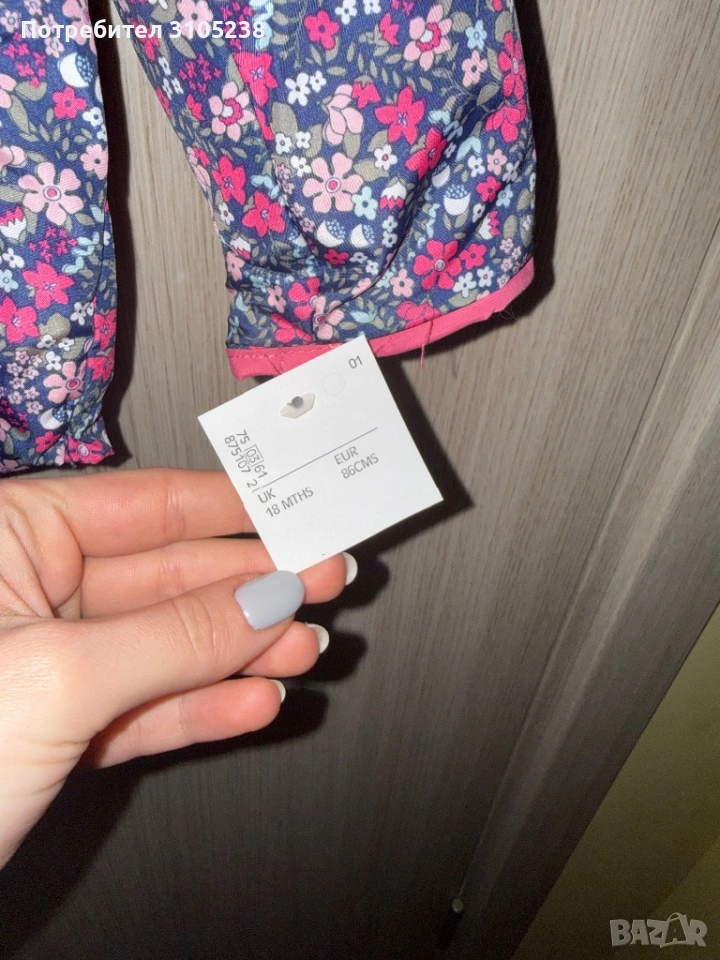 Потребител 3105238
01
75 03 61
875107 2
UK
18 MTHS
EUR
86CMS
BAZAR